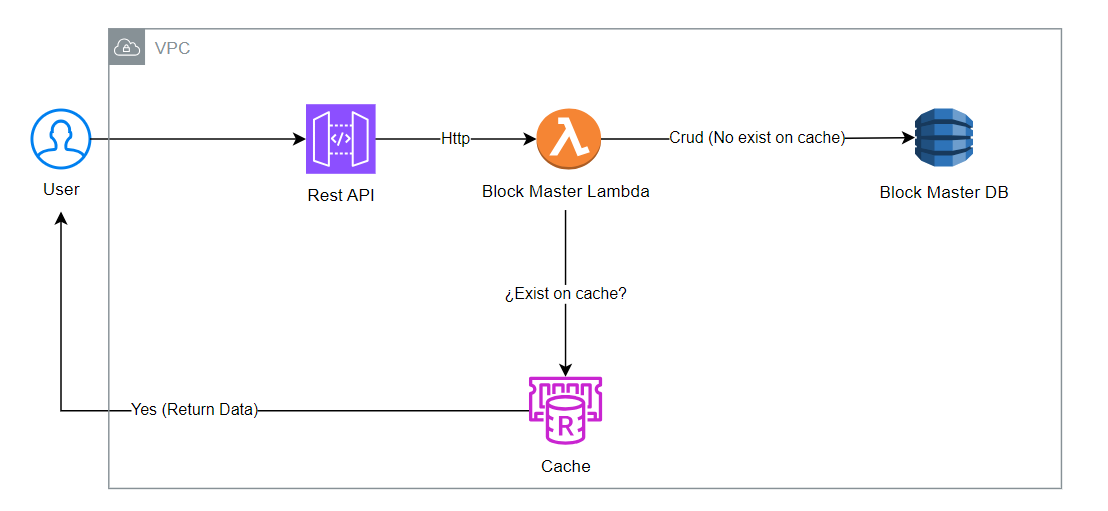 VPC
User
Rest API
Http
Block Master Lambda
Crud (No exist on cache)
Block Master DB
¿Exist on cache?
Yes (Return Data)
R
Cache